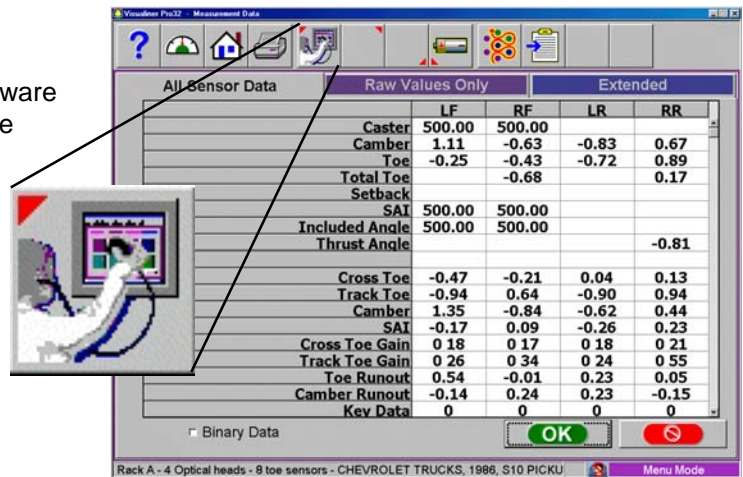 Visualiner Pro32 - Measurement Data
ware
e
All Sensor Data Raw Values Only Extended
LF RF LR RR
Caster 500.00 500.00
Camber 1.11 -0.63 -0.83 0.67
Toe -0.25 -0.43 -0.72 0.89
Total Toe -0.68 0.17
Setback
SAI 500.00 500.00
Included Angle 500.00 500.00
Thrust Angle -0.81
Cross Toe -0.47 -0.21 0.04 0.13
Track Toe -0.94 0.64 -0.90 0.94
Camber 1.35 -0.84 -0.62 0.44
SAI -0.17 0.09 -0.26 0.23
Cross Toe Gain 0 18 0 17 0 18 0 21
Track Toe Gain 0 26 0 34 0 24 0 55
Toe Runout 0.54 -0.01 0.23 0.05
Camber Runout -0.14 0.24 0.23 -0.15
Key Data 0 0 0 0
Binary Data OK
Rack A - 4 Optical heads - 8 toe sensors - CHEVROLET TRUCKS, 1986, S10 PICKU Menu Mode